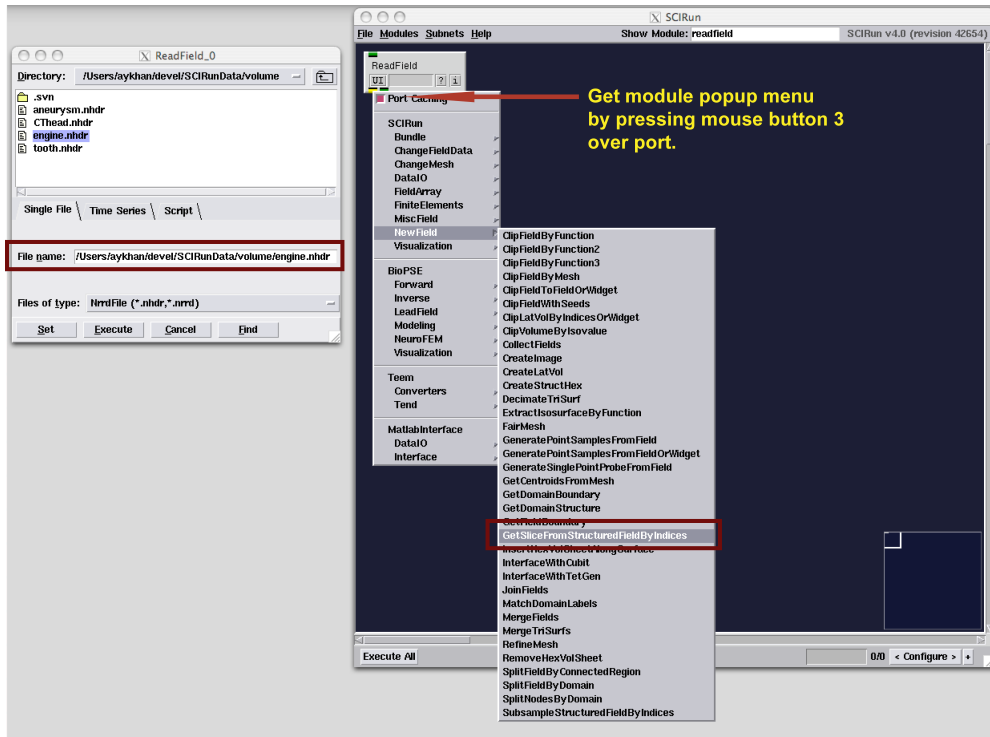 ReadField_0
Directory: /Users/aykhan/devel/SCIRunData/volume
.svn
aneurysm.nhdr
CThead.nhdr
engine.nhdr
tooth.nhdr
Single File \ Time Series \ Script \
File name: /Users/aykhan/devel/SCIRunData/volume/engine.nhdr
Files of type: NrrdFile (*.nhdr,*.nrrd)
Set Execute Cancel Find
SCIRun
File Modules Subnets Help Show Module: readfield SCIRun v4.0 (revision 42654)
ReadField
UI ? i
Port Caching
Get module popup menu
by pressing mouse button 3
over port.
SCIRun
Bundle
ChangeFieldData
ChangeMesh
DataIO
FieldArray
FiniteElements
MiscField
NewField
Visualization
BioPSE
Forward
Inverse
LeadField
Modeling
NeuroFEM
Visualization
Teem
Converters
Tend
MatlabInterface
DataIO
Interface
ClipFieldByFunction
ClipFieldByFunction2
ClipFieldByFunction3
ClipFieldByMesh
ClipFieldToFieldOrWidget
ClipFieldWithSeeds
ClipLatVolByIndicesOrWidget
ClipVolumeByIsovalue
CollectFields
CreateImage
CreateLatVol
CreateStructHex
DecimateTriSurf
ExtractIsosurfaceByFunction
FairMesh
GeneratePointSamplesFromField
GeneratePointSamplesFromFieldOrWidget
GenerateSinglePointProbeFromField
GetCentroidsFromMesh
GetDomainBoundary
GetDomainStructure
GetFieldBoundary
GetSliceFromStructuredFieldByIndices
InsertHexVolSheetAlongSurface
InterfaceWithCubit
InterfaceWithTetGen
JoinFields
MatchDomainLabels
MergeFields
MergeTriSurfs
RefineMesh
RemoveHexVolSheet
SplitFieldByConnectedRegion
SplitFieldByDomain
SplitNodesByDomain
SubsampleStructuredFieldByIndices
Execute All 0/0 < Configure > +